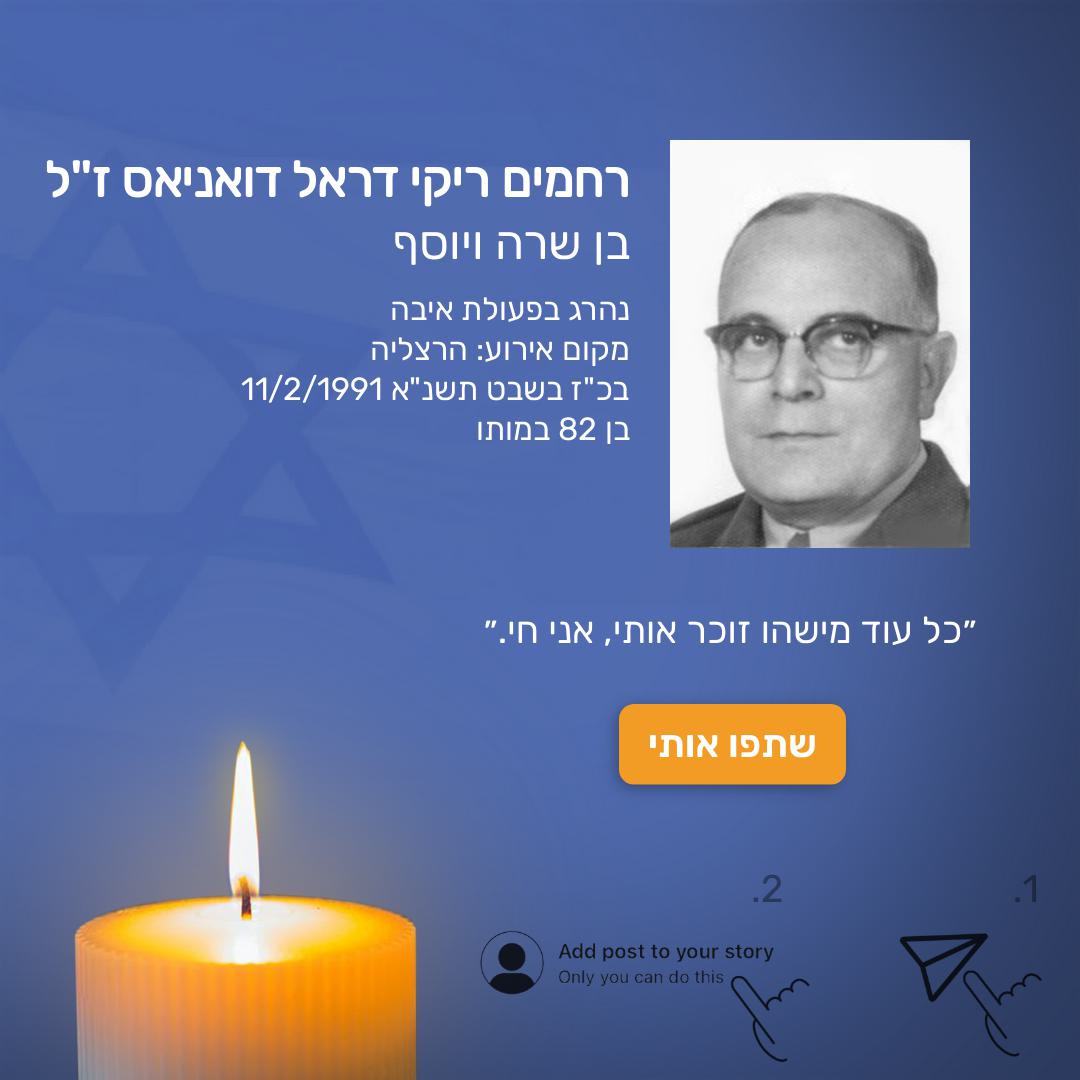 רחמים ריקי דראל דואניאס ז"ל
בן שרה ויוסף
נהרג בפעולת איבה
מקום אירוע: הרצליה
בכ"ז בשבט תשנ"א 11/2/1991
בן 82 במותו
״כל עוד מישהו זוכר אותי, אני חי.״
שתפו אותי
1.
2.
Add post to your story
Only you can do this